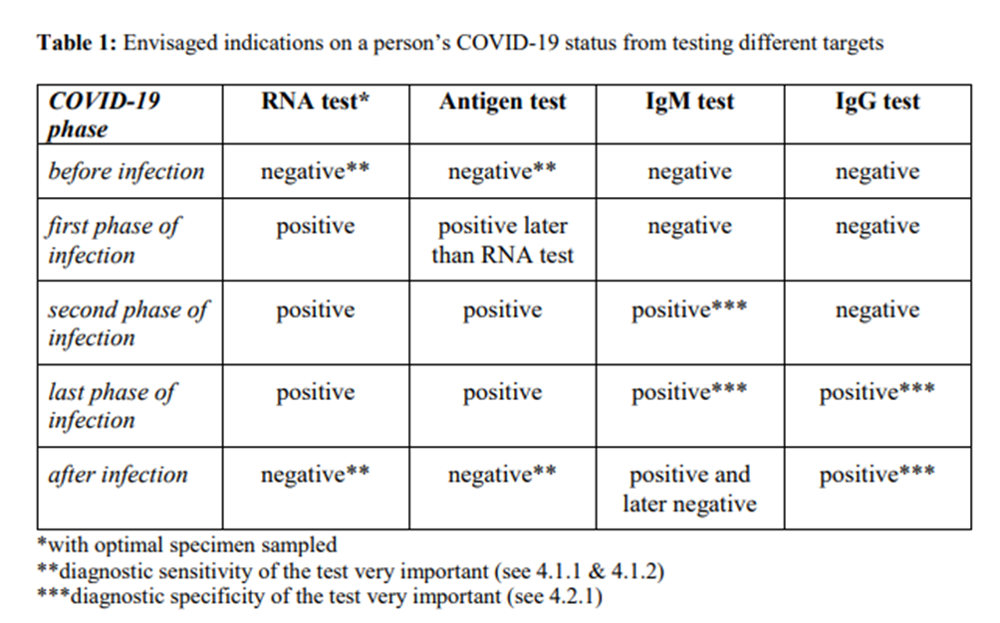 Table 1: Envisaged indications on a person's COVID-19 status from testing different targets
COVID-19 phase RNA test* Antigen test IgM test IgG test
before infection negative** negative** negative negative
first phase of infection positive positive later than RNA test negative negative
second phase of infection positive positive positive*** negative
last phase of infection positive positive positive*** positive***
after infection negative** negative** positive and later negative positive***
*with optimal specimen sampled
**diagnostic sensitivity of the test very important (see 4.1.1 & 4.1.2)
***diagnostic specificity of the test very important (see 4.2.1)